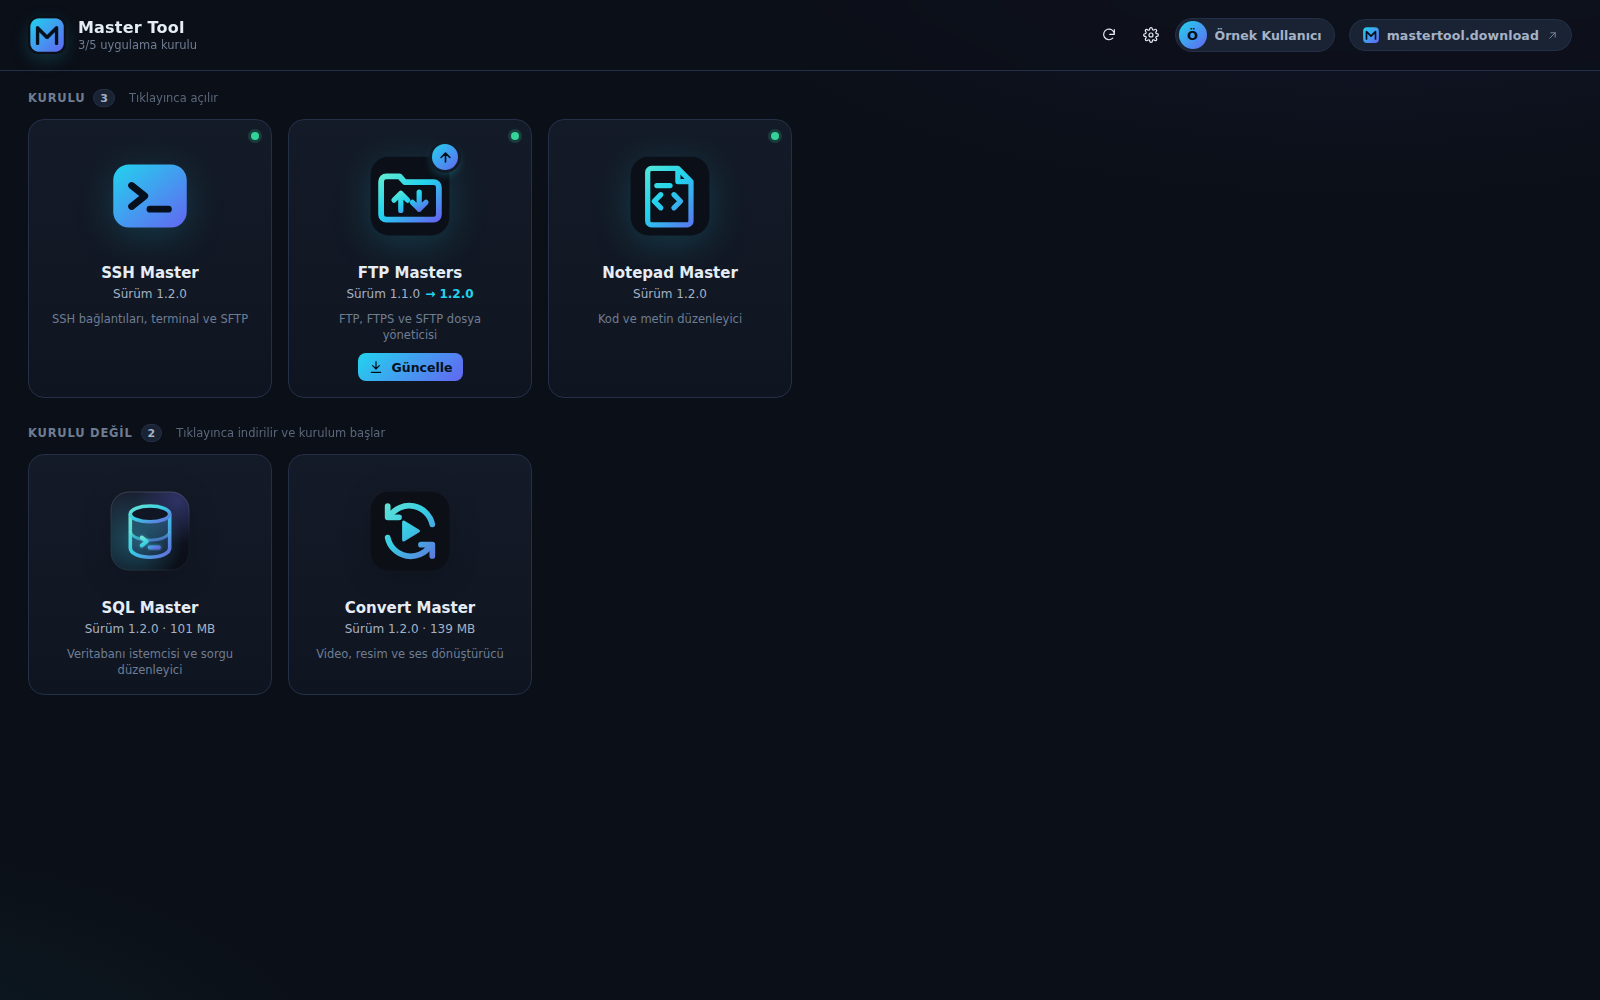 Master Tool
3/5 uygulama kurulu
Ö Örnek Kullanıcı
mastertool.download
KURULU 3 Tıklayınca açılır
SSH Master
Sürüm 1.2.0
SSH bağlantıları, terminal ve SFTP
FTP Masters
Sürüm 1.1.0 → 1.2.0
FTP, FTPS ve SFTP dosya
yöneticisi
Güncelle
Notepad Master
Sürüm 1.2.0
Kod ve metin düzenleyici
KURULU DEĞİL 2 Tıklayınca indirilir ve kurulum başlar
SQL Master
Sürüm 1.2.0 · 101 MB
Veritabanı istemcisi ve sorgu
düzenleyici
Convert Master
Sürüm 1.2.0 · 139 MB
Video, resim ve ses dönüştürücü